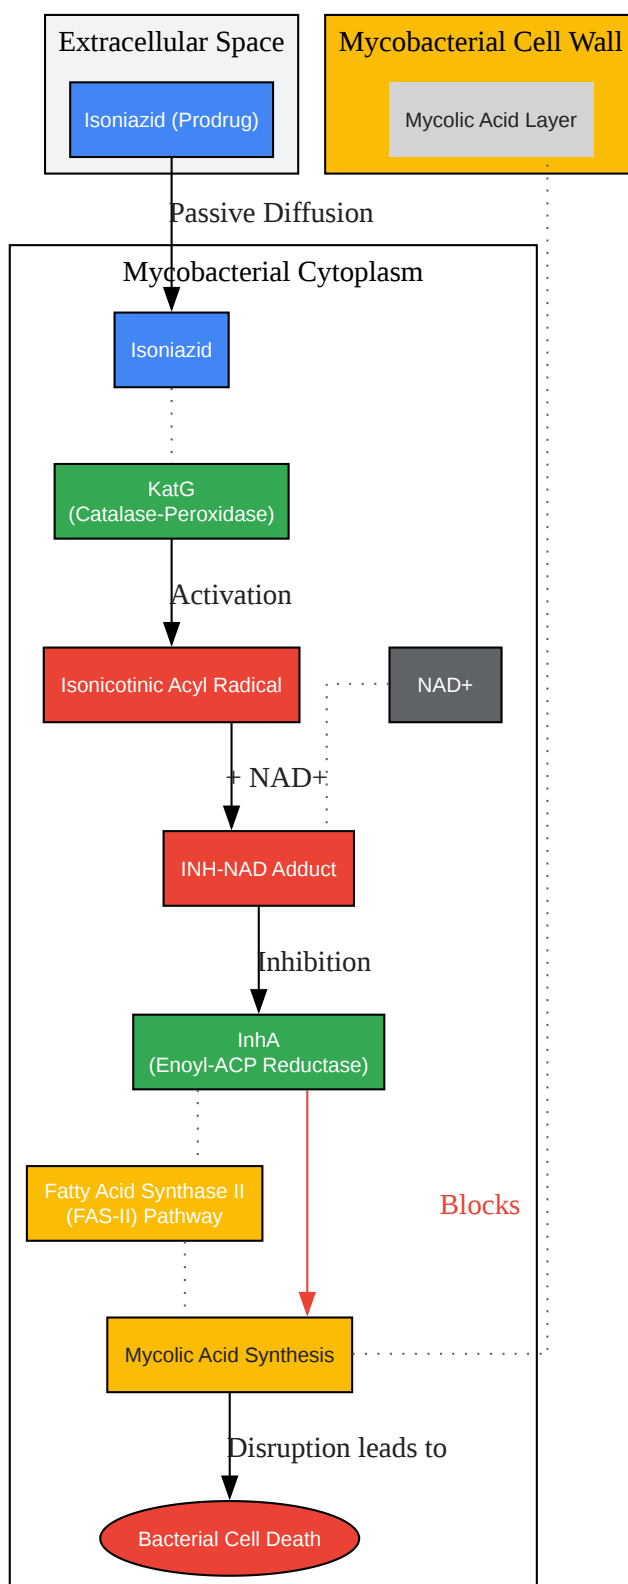 Extracellular Space
Mycobacterial Cell Wall
Isoniazid (Prodrug)
Mycolic Acid Layer
Passive Diffusion
Mycobacterial Cytoplasm
Isoniazid
KatG
(Catalase-Peroxidase)
Activation
Isonicotinic Acyl Radical
NAD+
+ NAD+
INH-NAD Adduct
Inhibition
InhA
(Enoyl-ACP Reductase)
Fatty Acid Synthase II
(FAS-II) Pathway
Blocks
Mycolic Acid Synthesis
Disruption leads to
Bacterial Cell Death